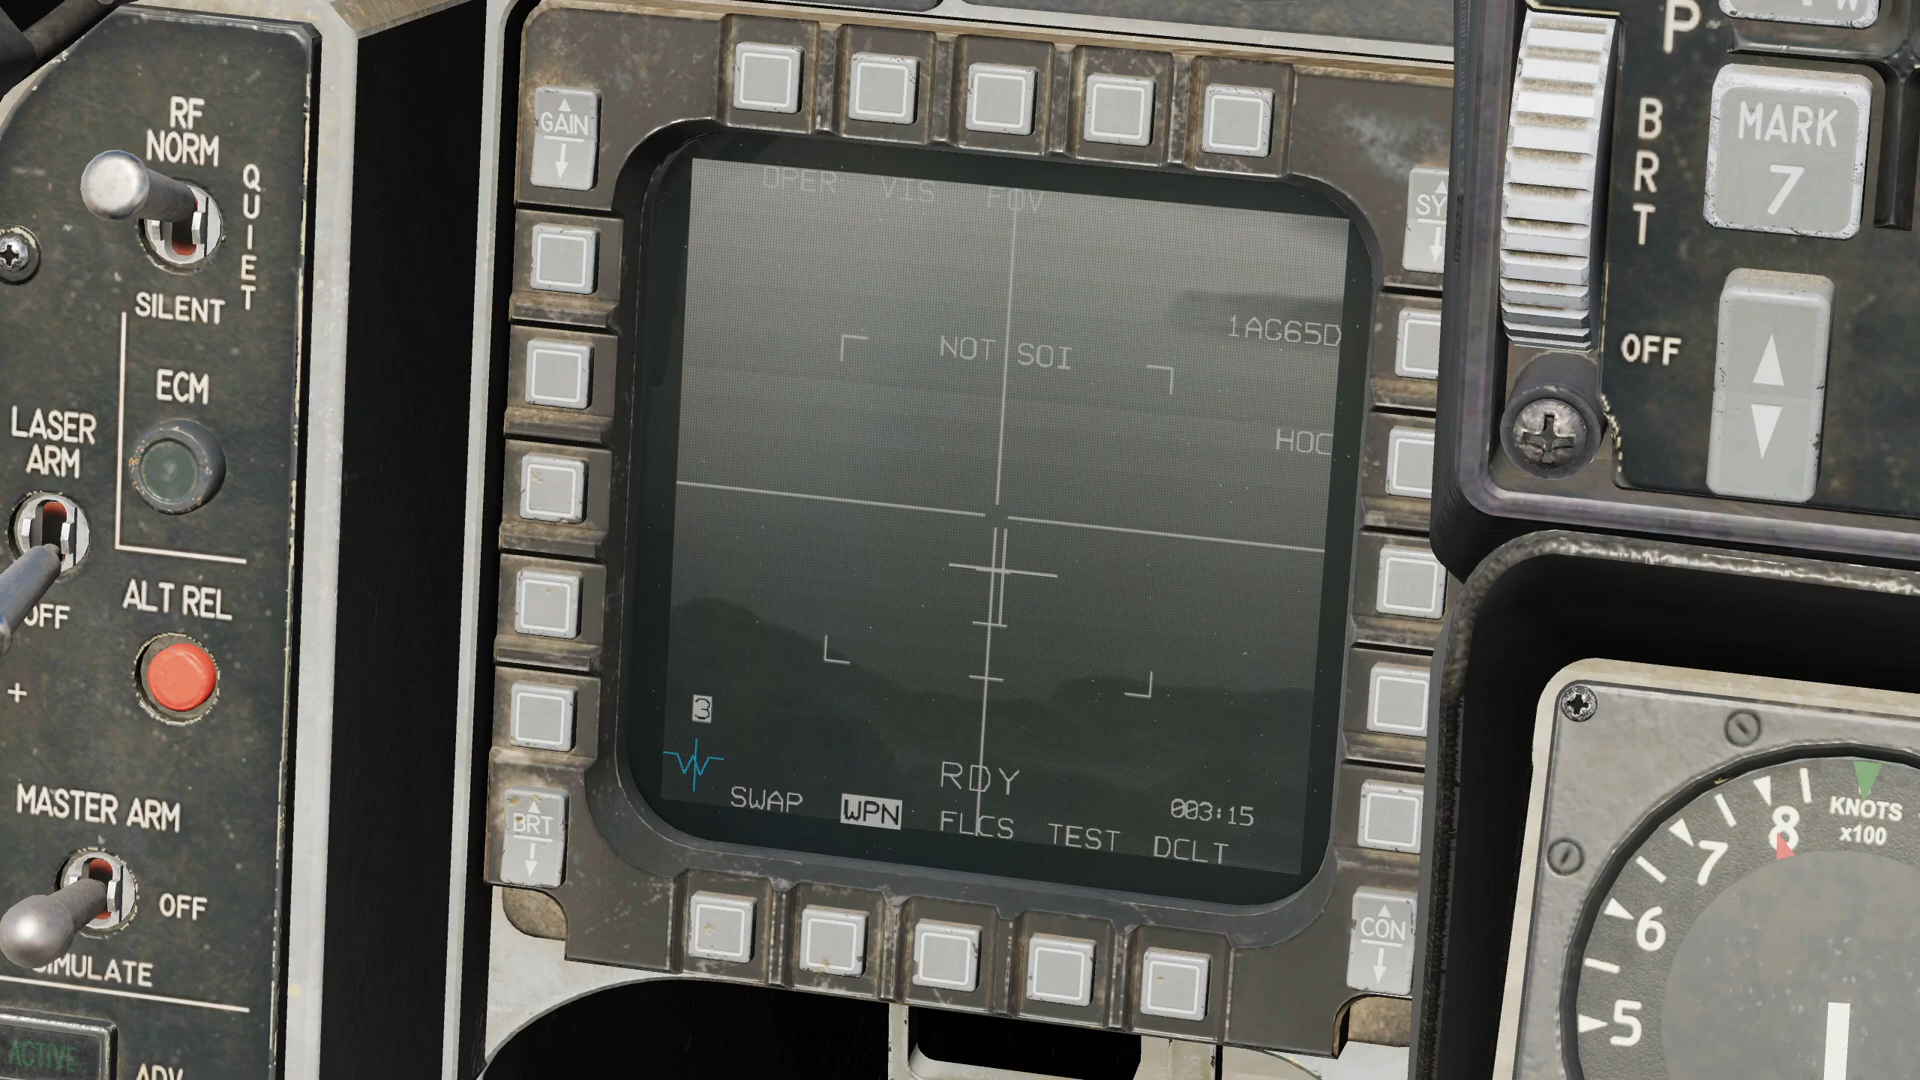 RF
NORM
QUIET
SILENT
ECM
LASER
ARM
OFF
ALT REL
+
MASTER ARM
OFF
SIMULATE
ACTIVE
ADV
GAIN
OPER VIS FOV
1AG65D
NOT SOI
HOC
3
RDY
003:15
SWAP WPN FLCS TEST DCLT
BRT
CON
SY
P
BRT
OFF
MARK
7
KNOTS
x100
8
7
6
5